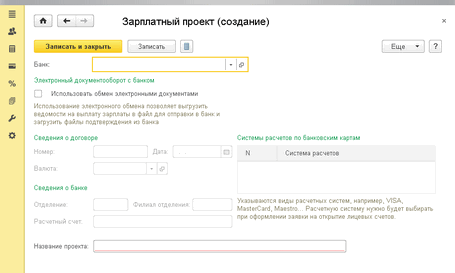 Зарплатный проект (создание)
Записать и закрыть
Записать
Еще
?
Банк:
Электронный документооборот с банком
Использовать обмен электронными документами
Использование электронного обмена позволяет выгрузить
ведомости на выплату зарплаты в файл для отправки в банк и
загрузить файлы подтверждения из банка
Сведения о договоре
Системы расчетов по банковским картам
Номер:
Дата:
N
Система расчетов
Валюта:
Сведения о банке
Отделение:
Филиал отделения:
Указываются виды расчетных систем, например, VISA,
MasterCard, Maestro... Расчетную систему нужно будет выбирать
при оформлении заявки на открытие лицевых счетов.
Расчетный счет:
Название проекта: